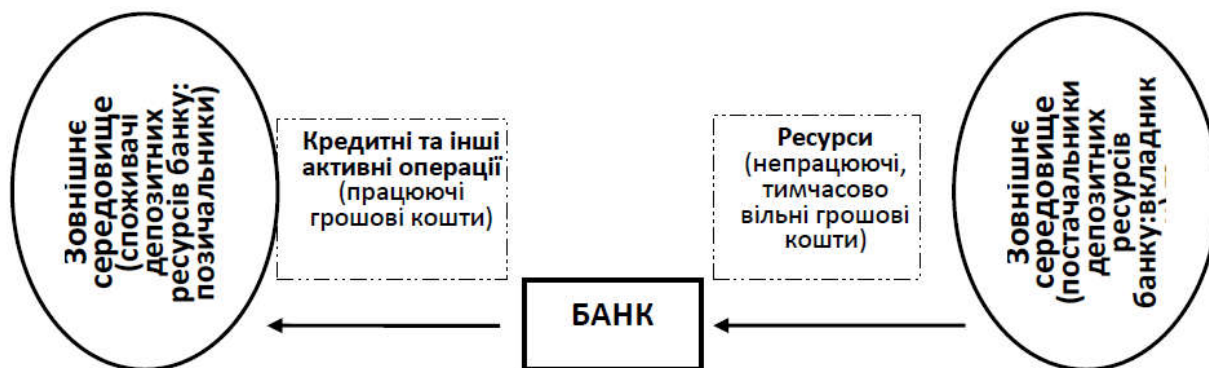 Зовнішнє
середовище
(споживачі
депозитних
ресурсів банку:
позичальники)
Кредитні та інші
активні операції
(працюючі
грошові кошти)
БАНК
Ресурси
(непрацюючі,
тимчасово
вільні грошові
кошти)
Зовнішнє
середовище
(постачальники
депозитних
ресурсів
банку:вкладник